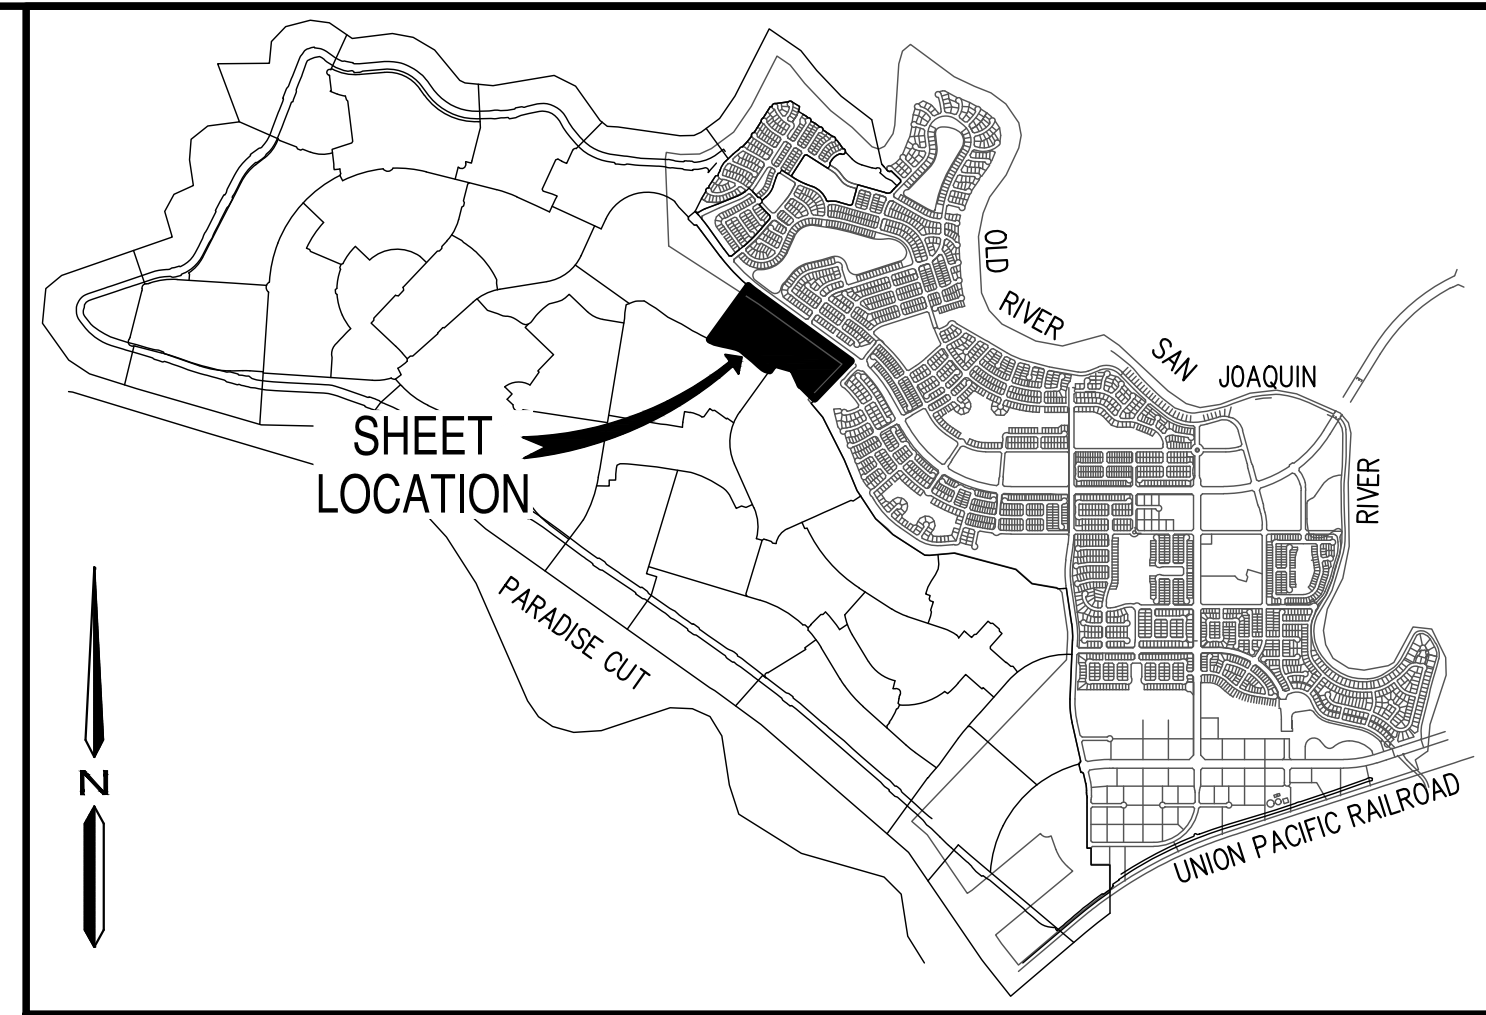 OLD
RIVER
SAN
JOAQUIN
RIVER
SHEET
LOCATION
PARADISE CUT
N
UNION PACIFIC RAILROAD